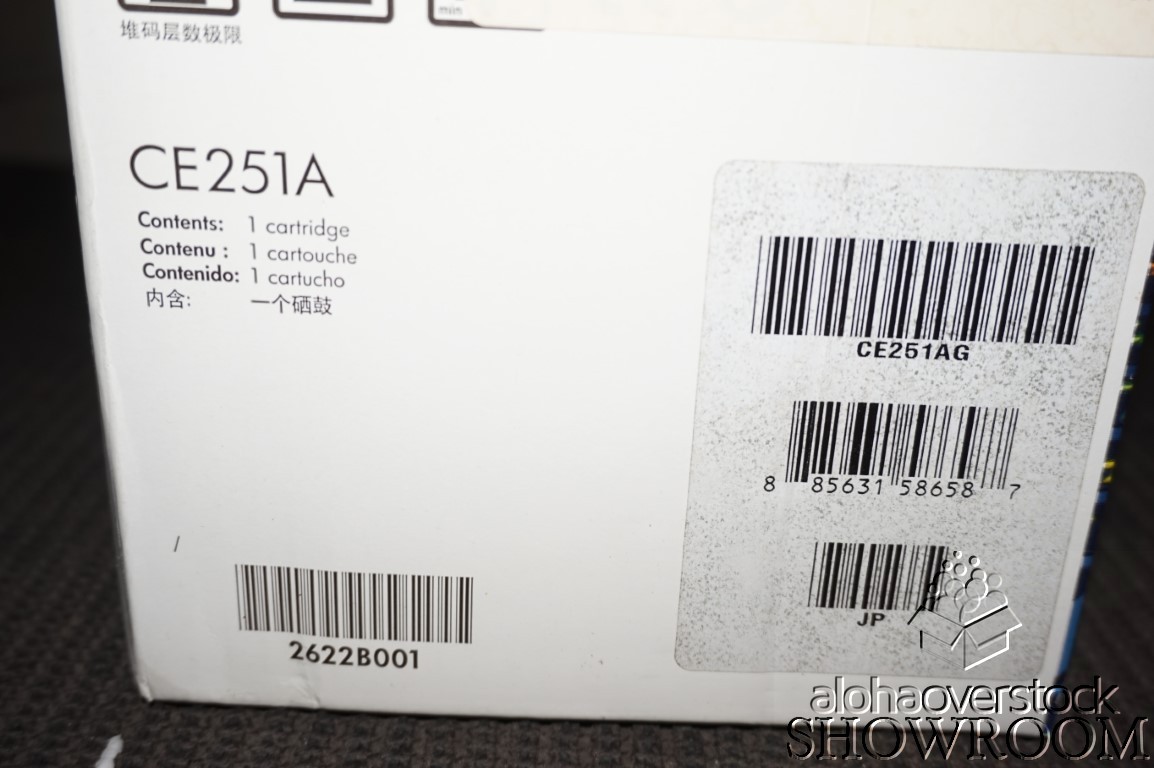 min
堆码层数极限
CE251A
Contents: 1 cartridge
Contenu : 1 cartouche
Contenido: 1 cartucho
内含: 一个硒鼓
CE251AG
8 85631 58658 7
JP
/
2622B001
alohaoverstock
SHOWROOM